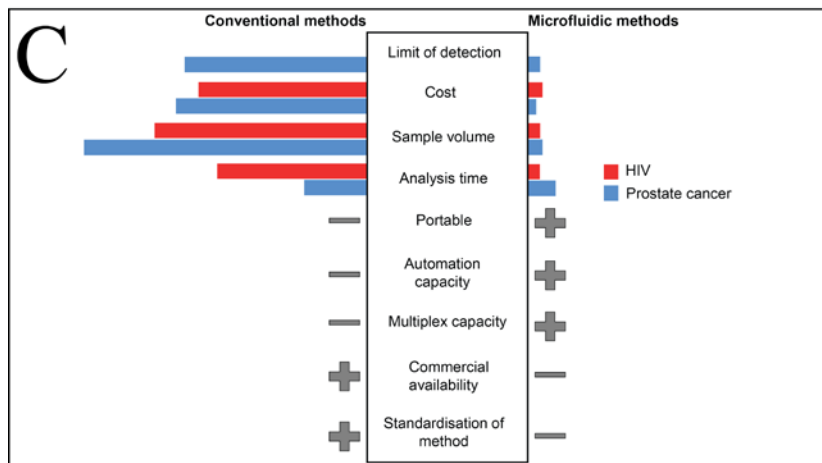 C
Conventional methods
Microfluidic methods
Limit of detection
Cost
Sample volume
Analysis time
HIV
Prostate cancer
Portable
Automation
capacity
Multiplex capacity
Commercial
availability
Standardisation of
method